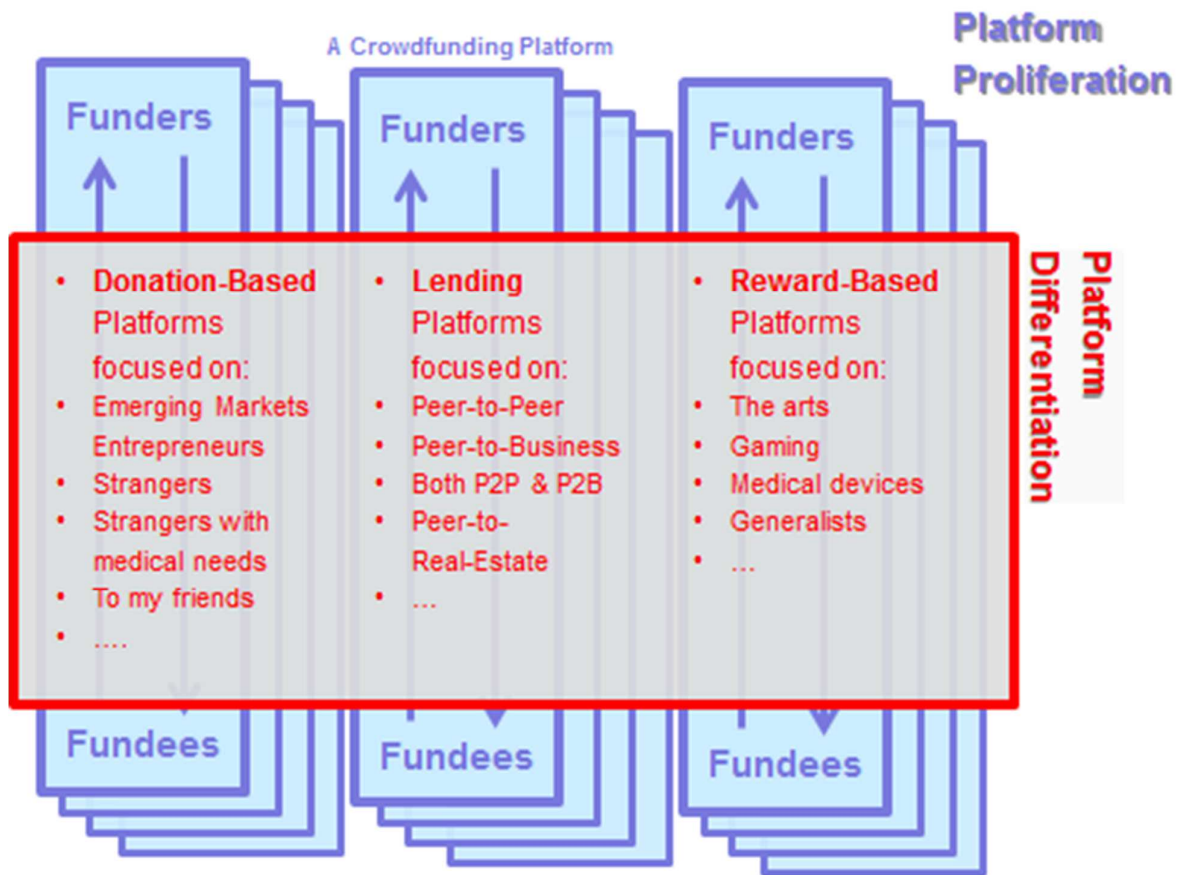 Platform
Proliferation
A Crowdfunding Platform
Funders
Funders
Funders
• Donation-Based
Platforms
focused on:
• Emerging Markets
Entrepreneurs
• Strangers
• Strangers with
medical needs
• To my friends
• ....
• Lending
Platforms
focused on:
• Peer-to-Peer
• Peer-to-Business
• Both P2P & P2B
• Peer-to-
Real-Estate
• ...
• Reward-Based
Platforms
focused on:
• The arts
• Gaming
• Medical devices
• Generalists
• ...
Platform
Differentiation
Fundees
Fundees
Fundees